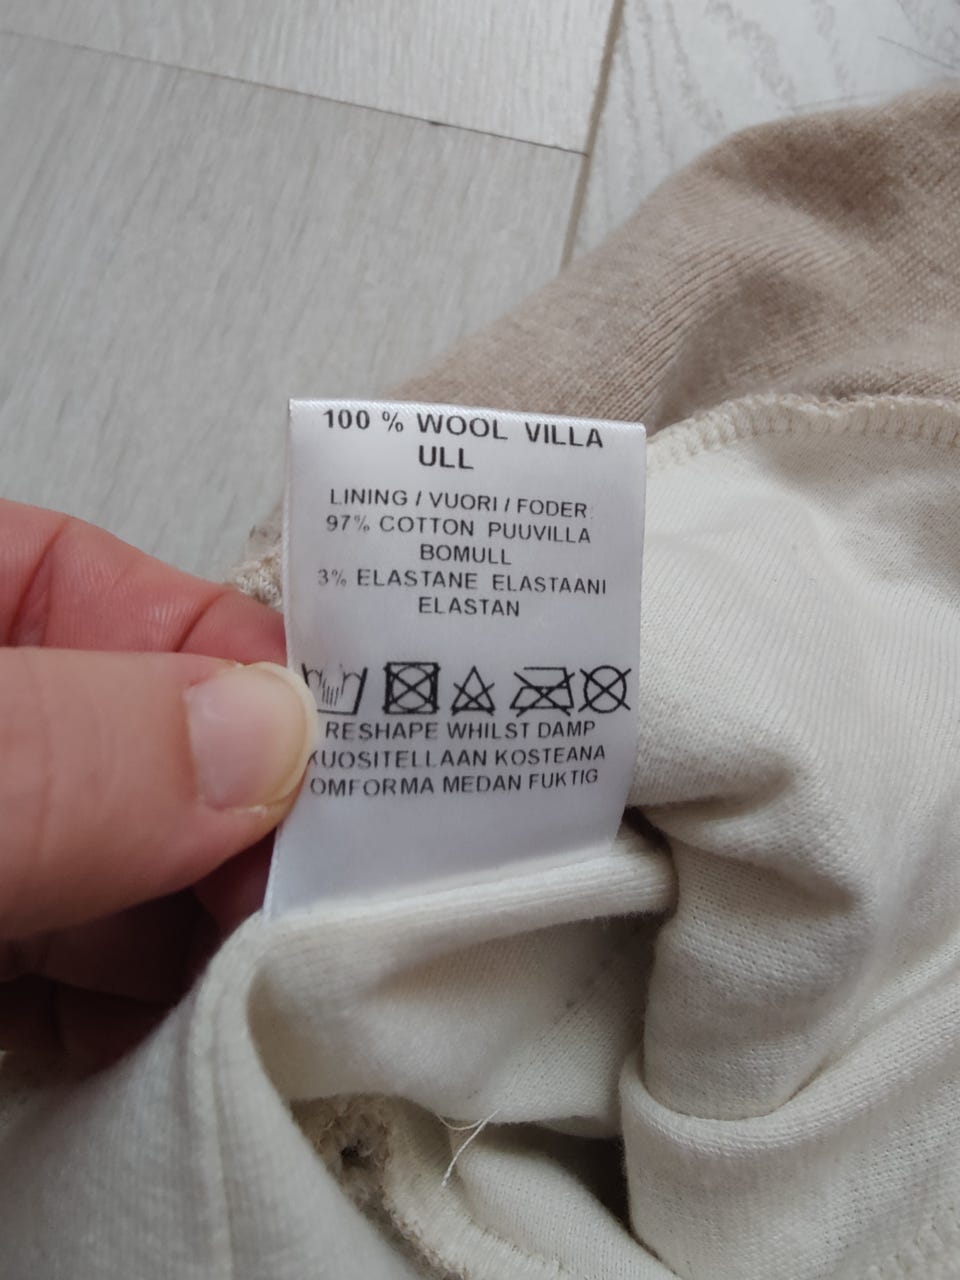 100 % WOOL VILLA
ULL
LINING / VUORI / FODER
97% COTTON PUUVILLA
BOMULL
3% ELASTANE ELASTAANI
ELASTAN
RESHAPE WHILST DAMP
KUOSITELLAAN KOSTEANA
OMFORMA MEDAN FUKTIG